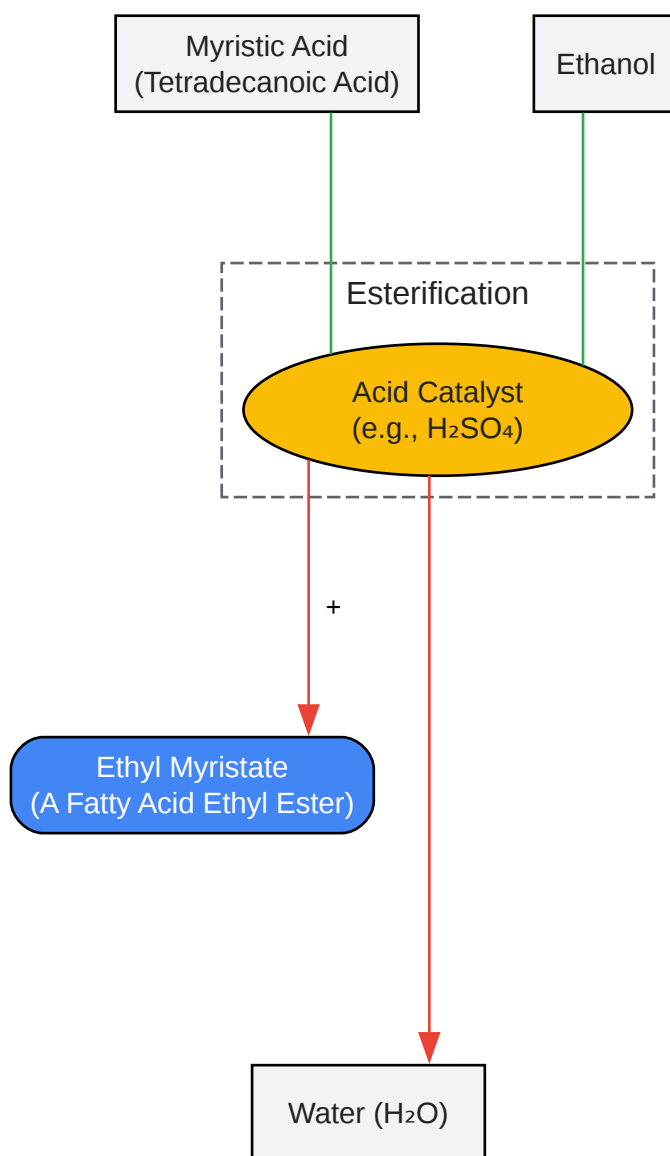 Myristic Acid
(Tetradecanoic Acid)
Ethanol
Esterification
Acid Catalyst
(e.g., H₂SO₄)
+
Ethyl Myristate
(A Fatty Acid Ethyl Ester)
Water (H₂O)